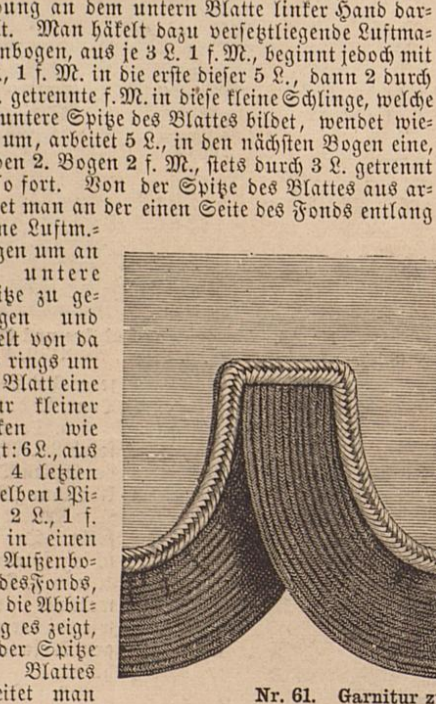 bung an dem untern Blatte linker Hand dar-
t. Man häkelt dazu versetztliegende Luftma-
nbogen, aus je 3 L. 1 f. M., beginnt jedoch mit
, 1 f. M. in die erste dieser 5 L., dann 2 durch
. getrennte f. M. in diese kleine Schlinge, welche
untere Spitze des Blattes bildet, wendet wie-
um, arbeitet 5 L., in den nächsten Bogen eine,
en 2. Bogen 2 f. M., stets durch 3 L. getrennt
so fort. Von der Spitze des Blattes aus ar-
et man an der einen Seite des Fonds entlang
ne Luftm.=
gen um an
untere
itze zu ge=
gen und
elt von da
rings um
Blatt eine
ur kleiner
ken wie
t: 6 L., aus
4 letzten
elben 1 Pi-
2 L., 1 f.
in einen
Außenbo=
des Fonds,
die Abbil=
g es zeigt,
der Spitze
Blattes
eitet man
Nr. 61. Garnitur z